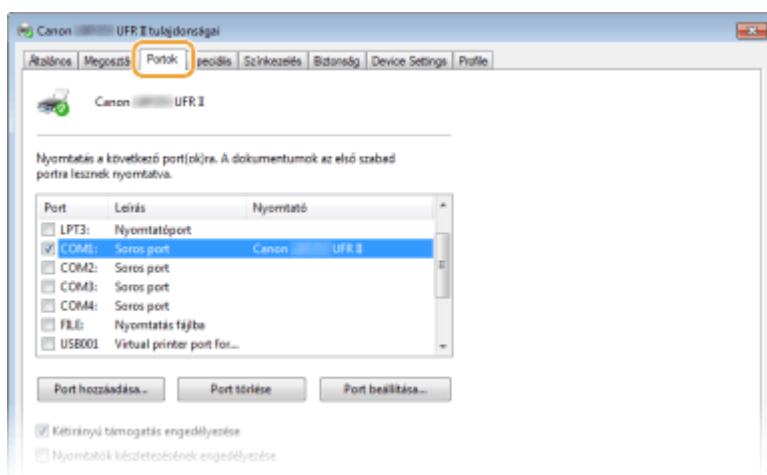 Canon UFR II tulajdonságai
Általános Megosztás Portok Speciális Színkezelés Biztonság Device Settings Profile
Canon UFR II
Nyomtatás a következő port(ok)ra. A dokumentumok az első szabad
portra lesznek nyomtatva.
Port Leírás Nyomtató
LPT3: Nyomtatóport
COM1: Soros port Canon UFR II
COM2: Soros port
COM3: Soros port
COM4: Soros port
FILE: Nyomtatás fájlba
USB001 Virtual printer port for...
Port hozzáadása... Port törlése Port beállítása...
Kétirányú támogatás engedélyezése
Nyomtatók készletezésének engedélyezése